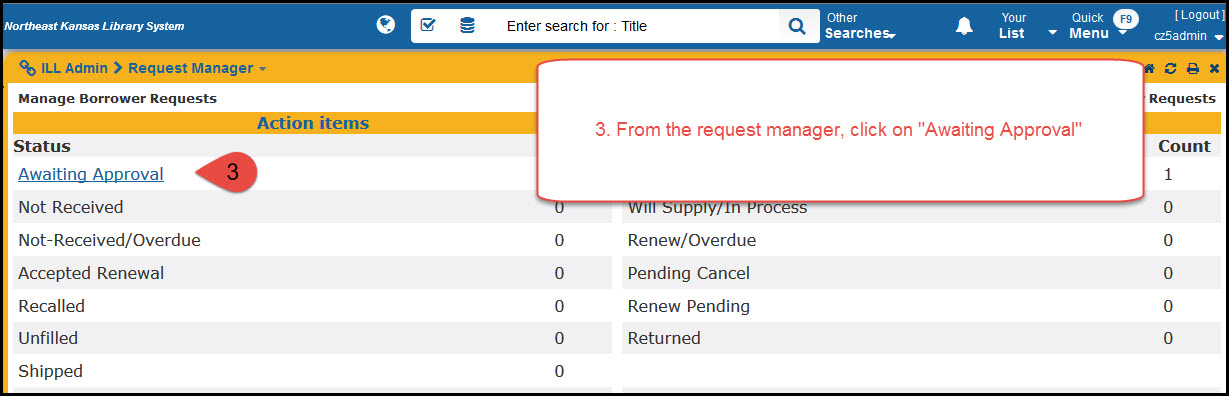 Northeast Kansas Library System
Enter search for : Title
Other Searches
Your List
Quick Menu
F9
[ Logout]
cz5admin
ILL Admin > Request Manager
Manage Borrower Requests
Requests
3. From the request manager, click on "Awaiting Approval"
Action items
Status
Count
Awaiting Approval
3
1
Not Received 0
Will Supply/In Process 0
Not-Received/Overdue 0
Renew/Overdue 0
Accepted Renewal 0
Pending Cancel 0
Recalled 0
Renew Pending 0
Unfilled 0
Returned 0
Shipped 0